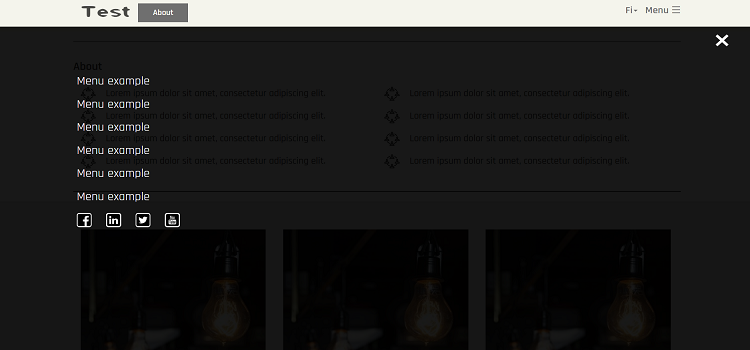 Test
About
Fi
Menu
About
Menu example
Lorem ipsum dolor sit amet, consectetur adipiscing elit.
Lorem ipsum dolor sit amet, consectetur adipiscing elit.
Menu example
Lorem ipsum dolor sit amet, consectetur adipiscing elit.
Lorem ipsum dolor sit amet, consectetur adipiscing elit.
Menu example
Lorem ipsum dolor sit amet, consectetur adipiscing elit.
Lorem ipsum dolor sit amet, consectetur adipiscing elit.
Menu example
Lorem ipsum dolor sit amet, consectetur adipiscing elit.
Lorem ipsum dolor sit amet, consectetur adipiscing elit.
Menu example
Menu example